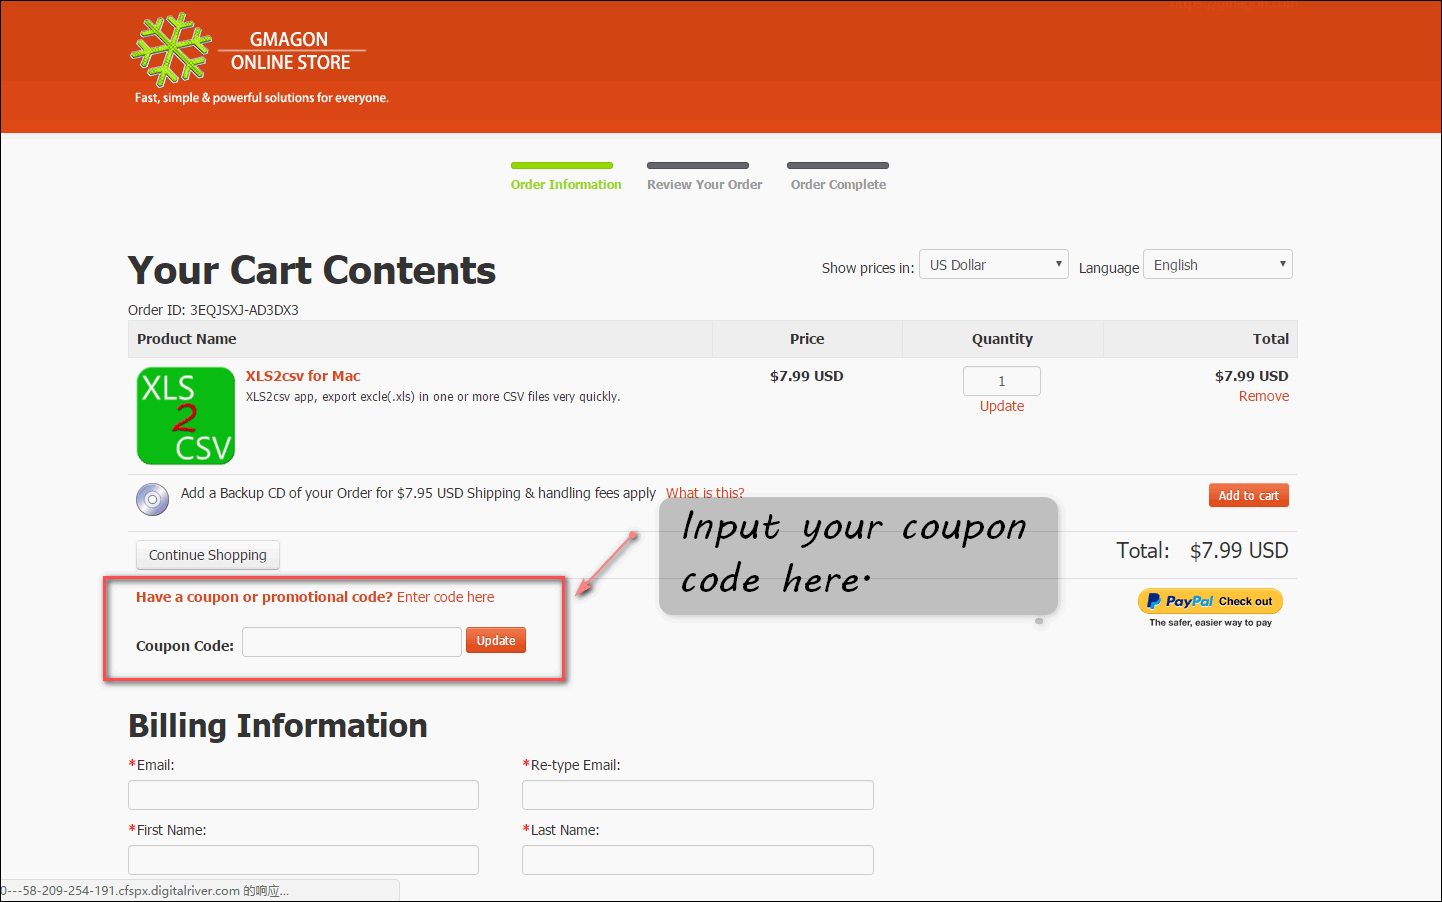 GMAGON
ONLINE STORE
Fast, simple & powerful solutions for everyone.
Order Information Review Your Order Order Complete
Your Cart Contents
Show prices in: US Dollar Language English
Order ID: 3EQJSXJ-AD3DX3
Product Name Price Quantity Total
XLS
2
CSV
XLS2csv for Mac $7.99 USD 1 $7.99 USD
XLS2csv app, export excle(.xls) in one or more CSV files very quickly. Update Remove
Add a Backup CD of your Order for $7.95 USD Shipping & handling fees apply What is this? Add to cart
Input your coupon
code here.
Continue Shopping Total: $7.99 USD
Have a coupon or promotional code? Enter code here
PayPal Check out
The safer, easier way to pay
Coupon Code: Update
Billing Information
*Email: *Re-type Email:
*First Name: *Last Name:
0---58-209-254-191.cfspx.digitalriver.com 的响应...